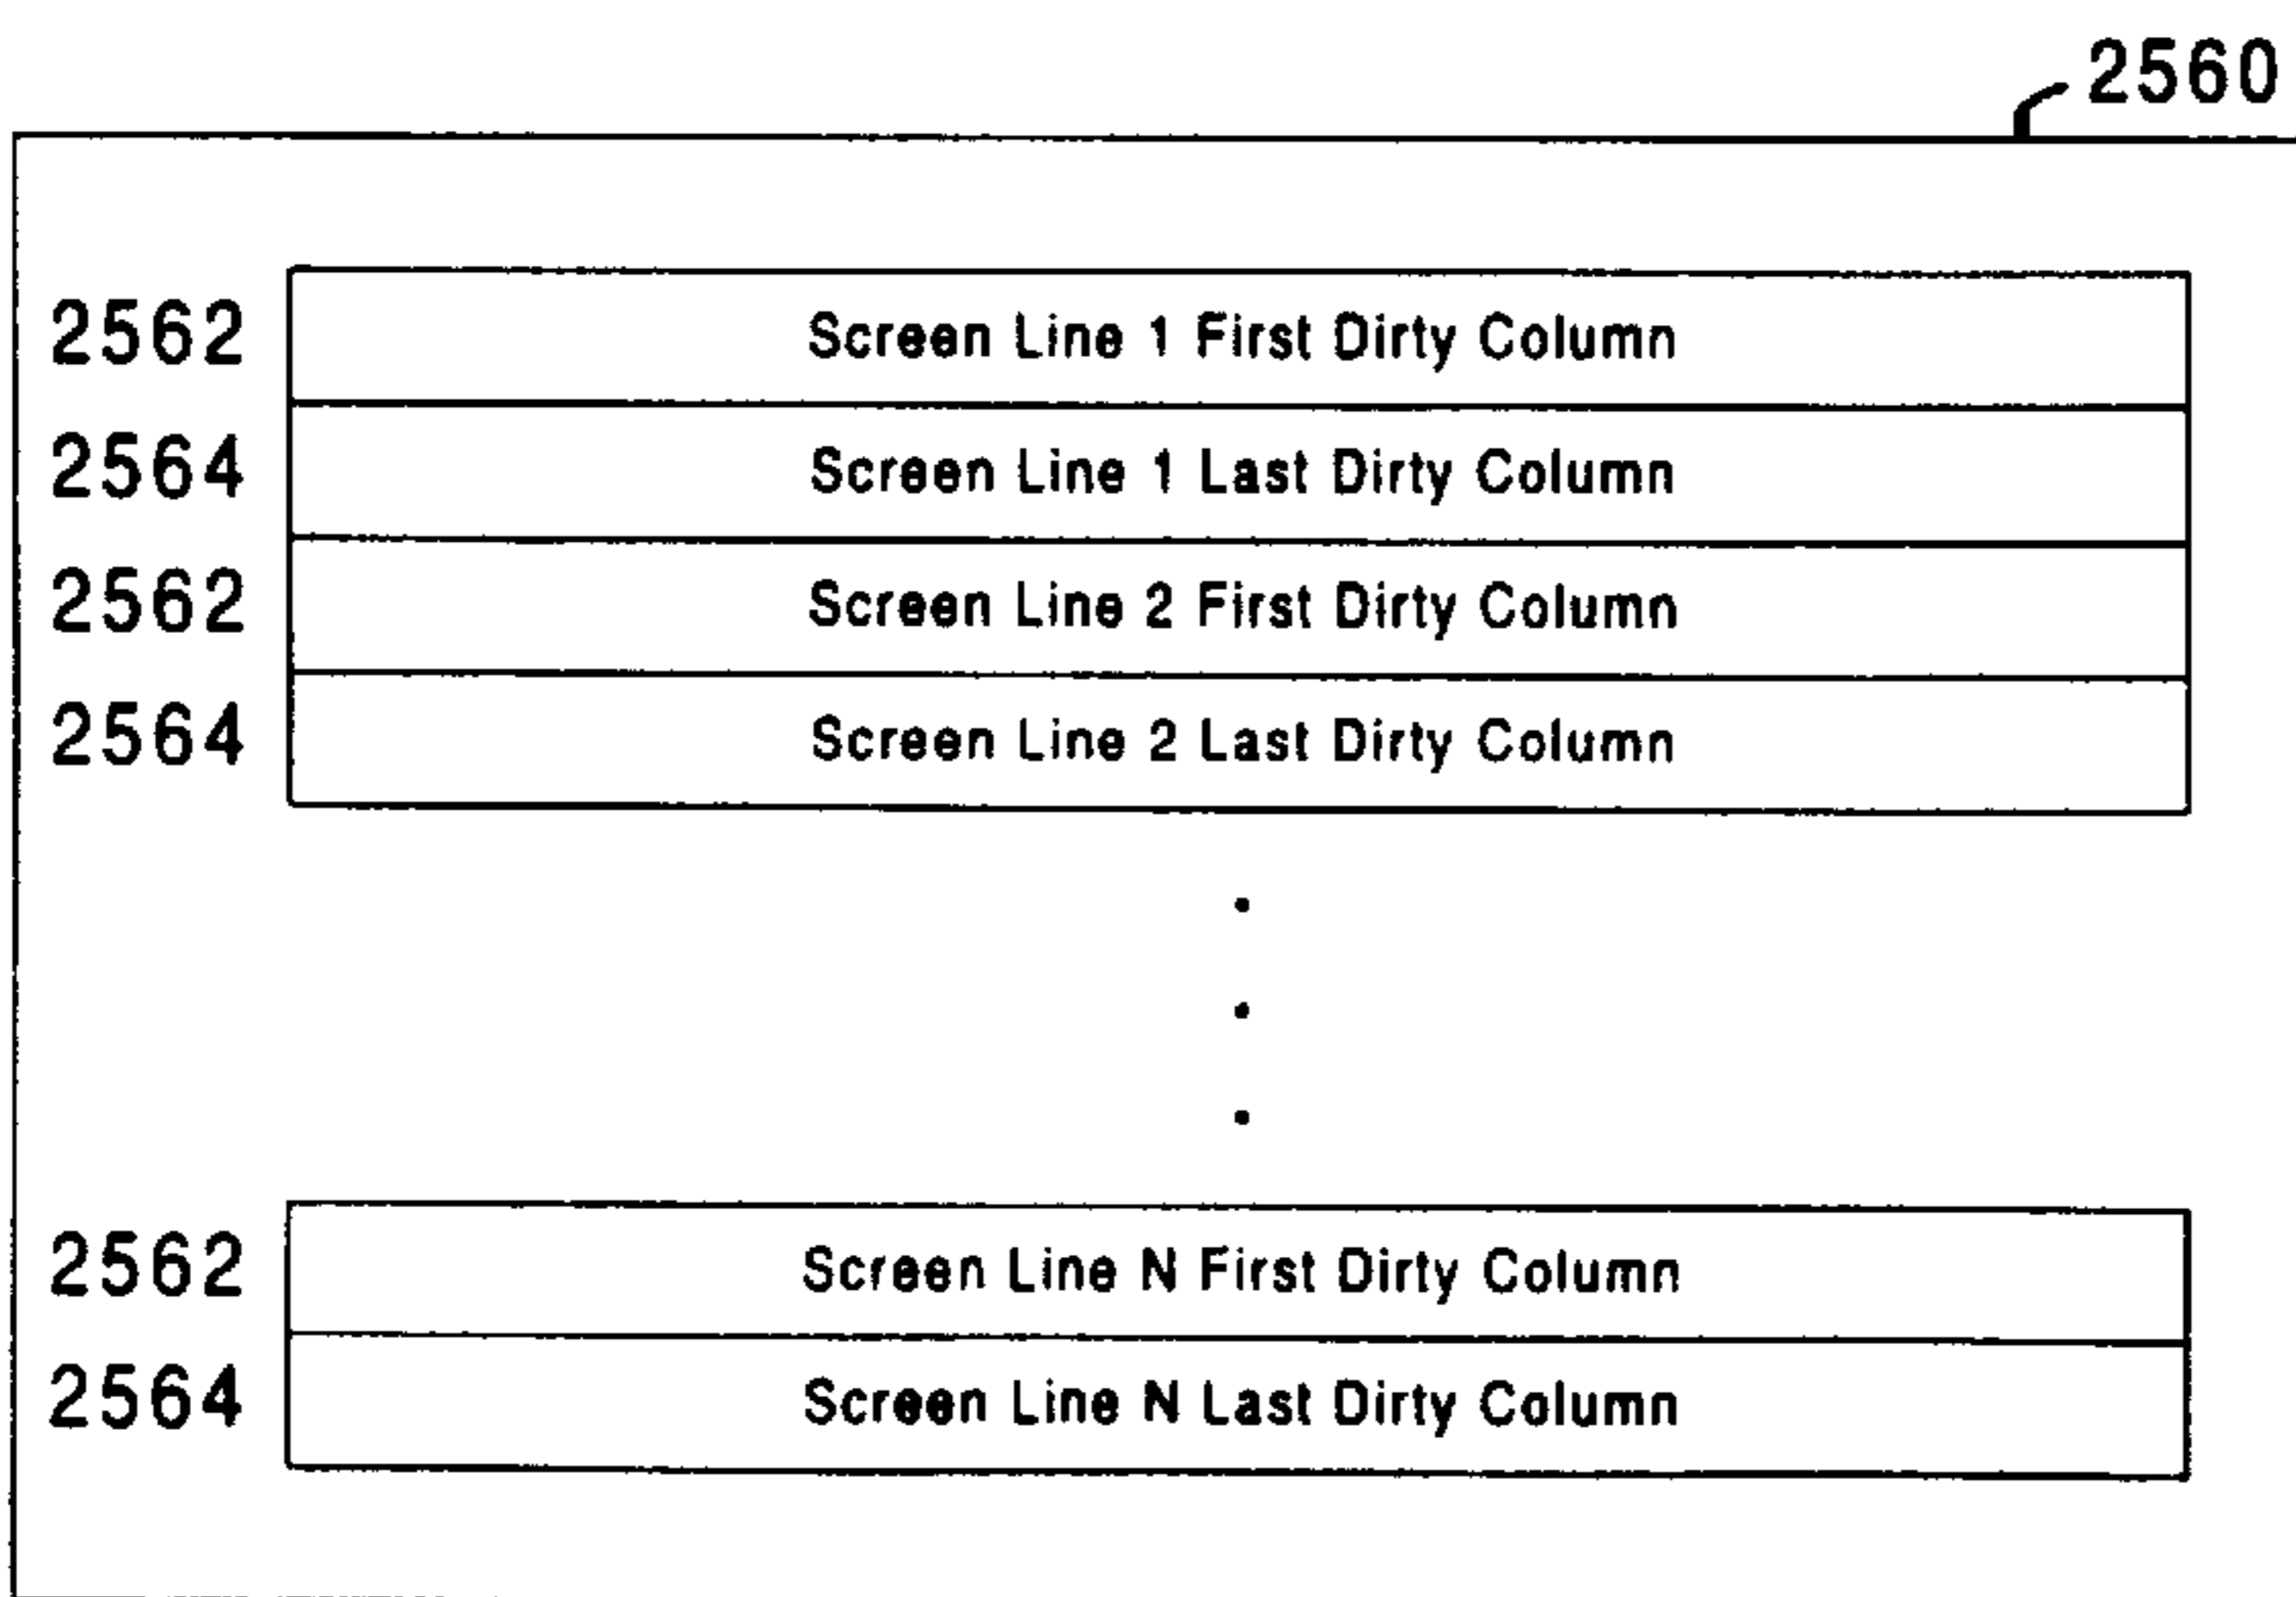 2560
2562 Screen Line 1 First Dirty Column
2564 Screen Line 1 Last Dirty Column
2562 Screen Line 2 First Dirty Column
2564 Screen Line 2 Last Dirty Column
2562 Screen Line N First Dirty Column
2564 Screen Line N Last Dirty Column